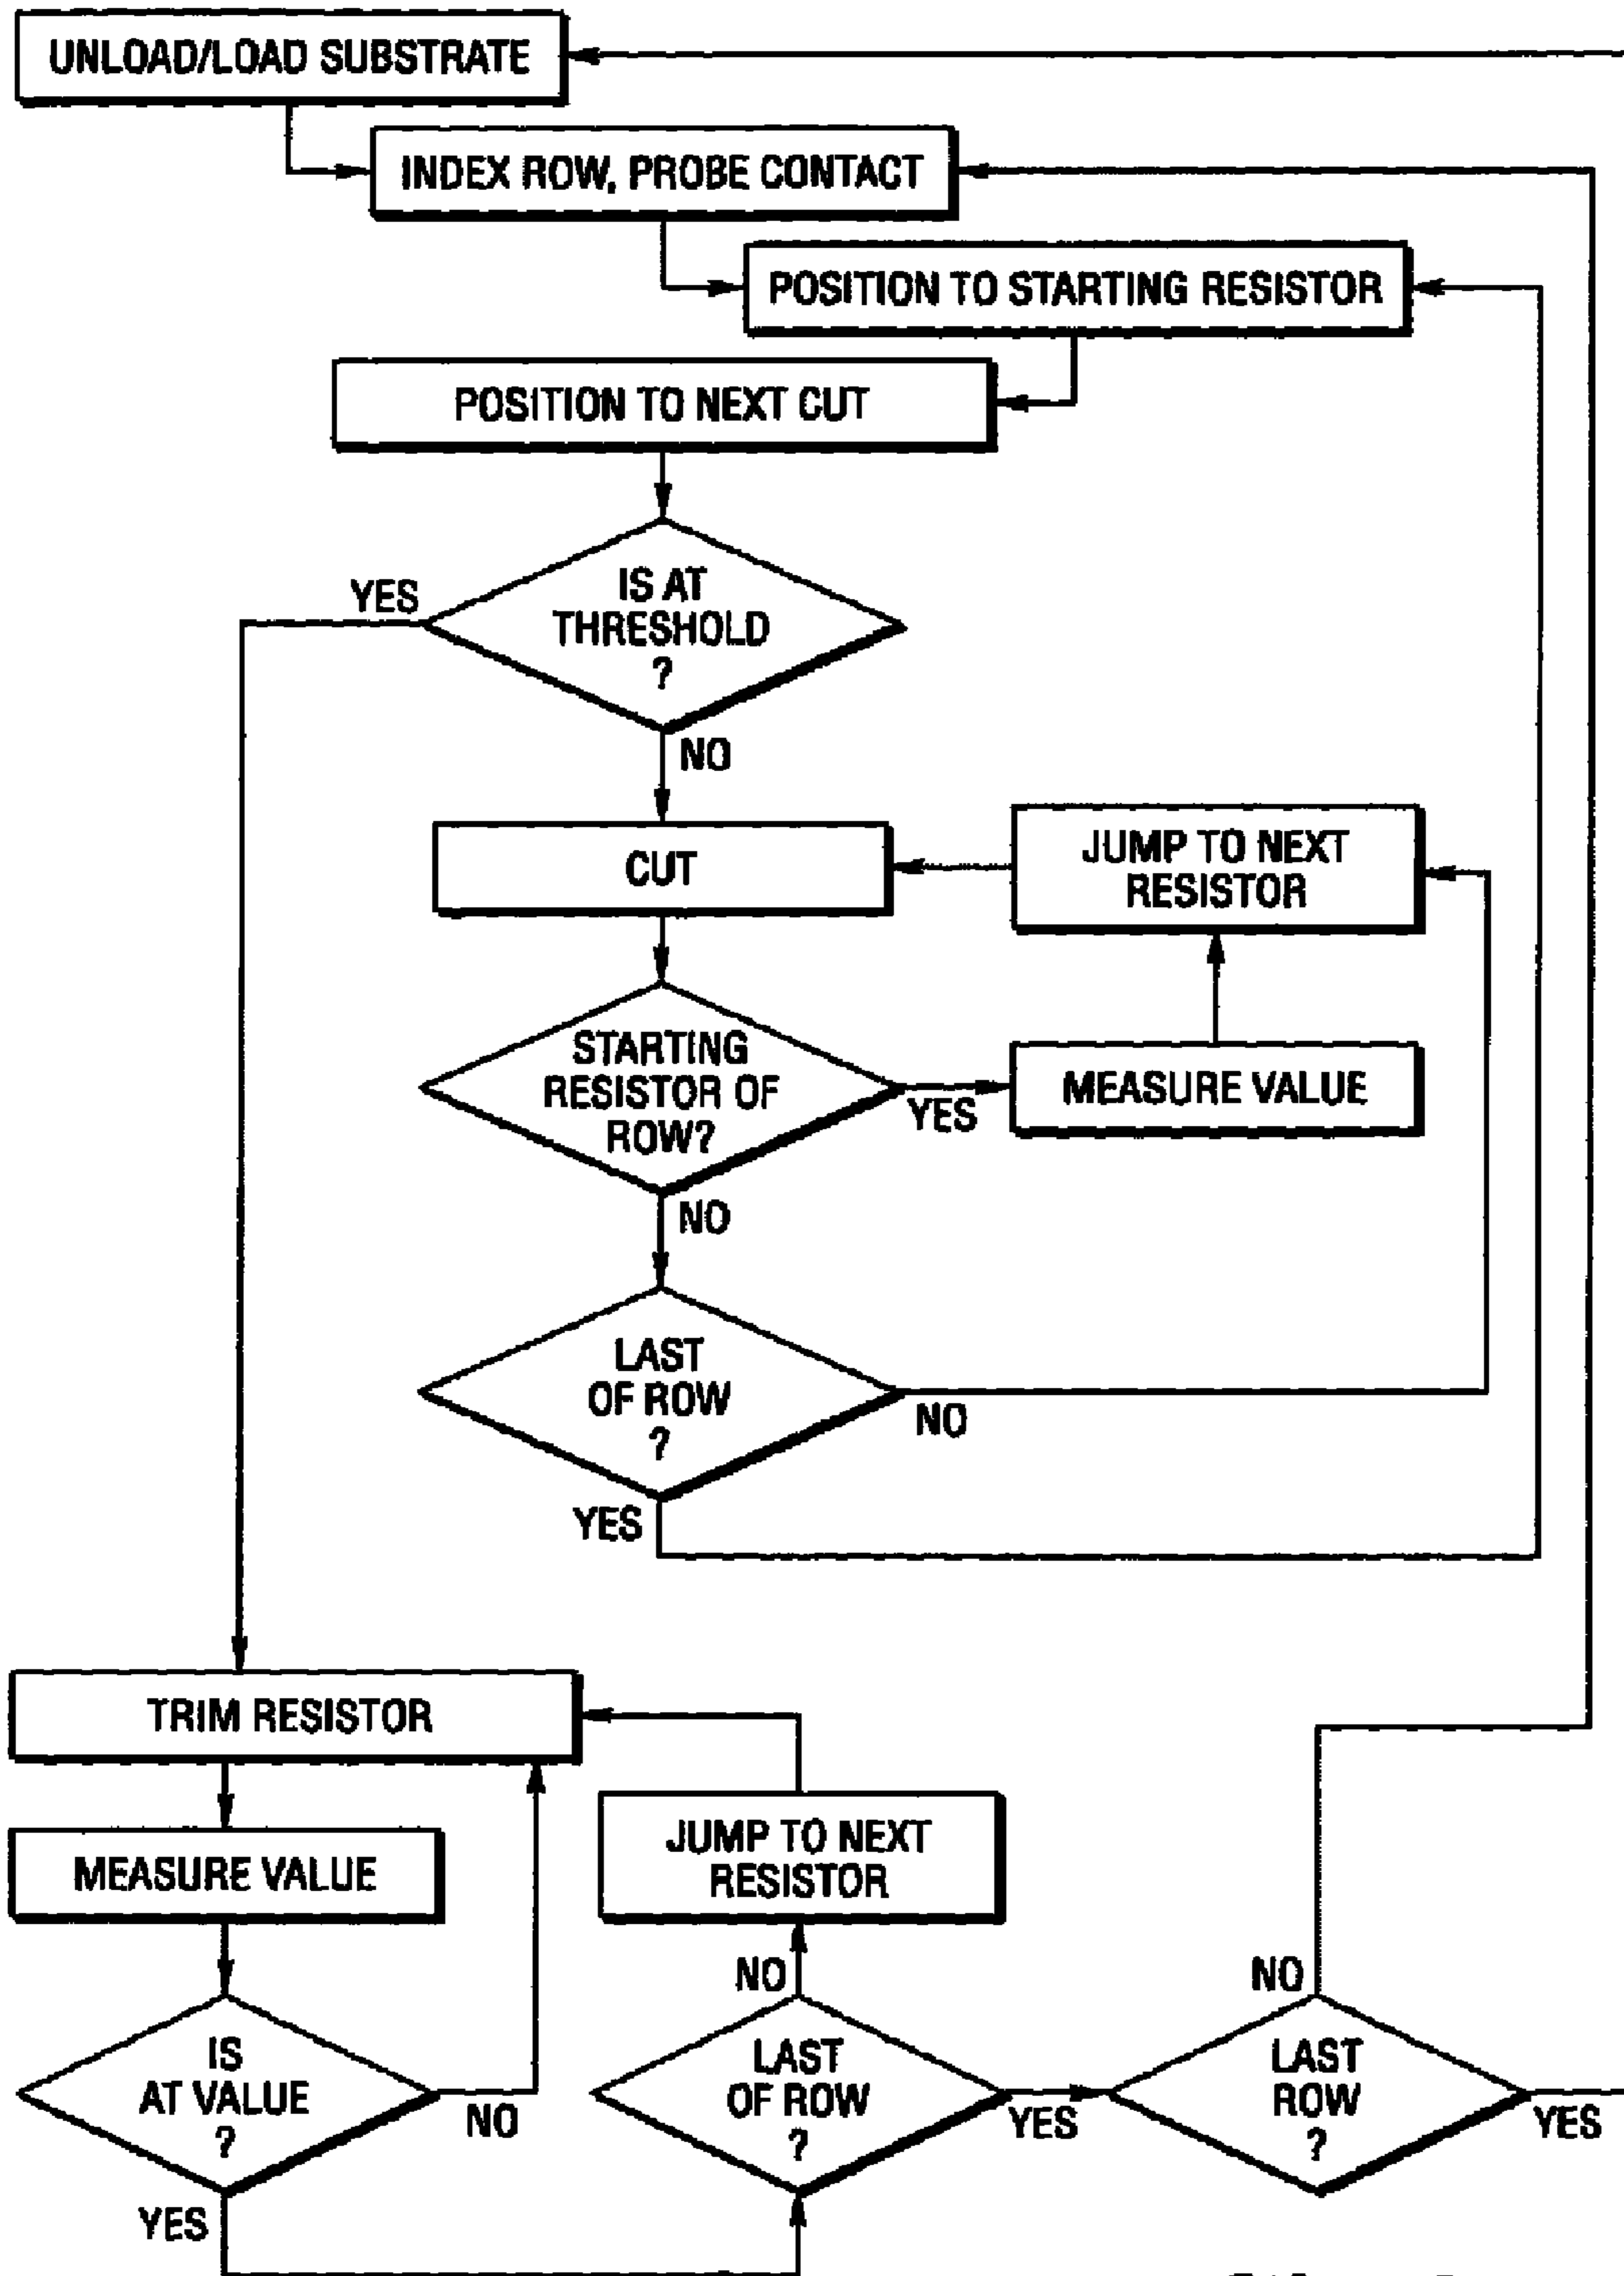 UNLOAD/LOAD SUBSTRATE
INDEX ROW, PROBE CONTACT
POSITION TO STARTING RESISTOR
POSITION TO NEXT CUT
YES
IS AT
THRESHOLD
?
NO
CUT
JUMP TO NEXT
RESISTOR
STARTING
RESISTOR OF
ROW?
YES
MEASURE VALUE
NO
LAST
OF ROW
?
NO
YES
TRIM RESISTOR
MEASURE VALUE
JUMP TO NEXT
RESISTOR
IS
AT VALUE
?
NO
YES
NO
LAST
OF ROW
?
YES
NO
LAST
ROW
?
YES